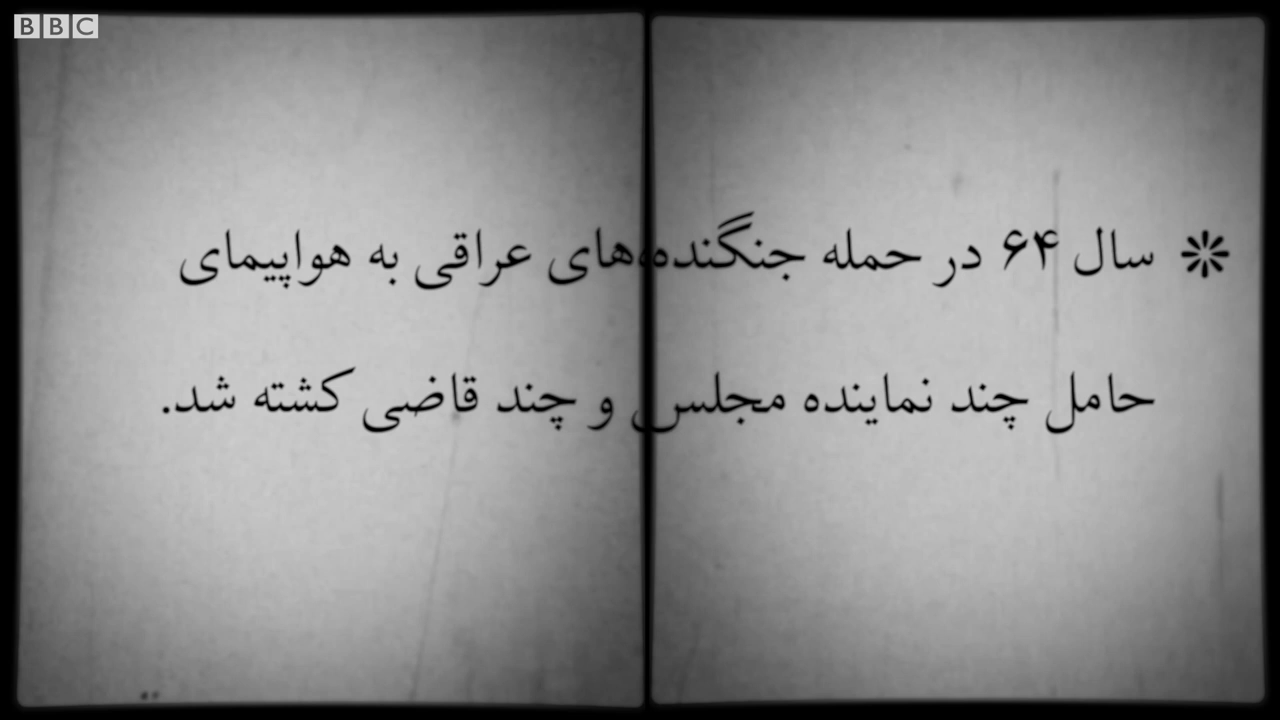 BBC
❊ سال ۶۴ در حمله جنگنده‌های عراقی به هواپیمای
حامل چند نماینده مجلس و چند قاضی کشته شد.